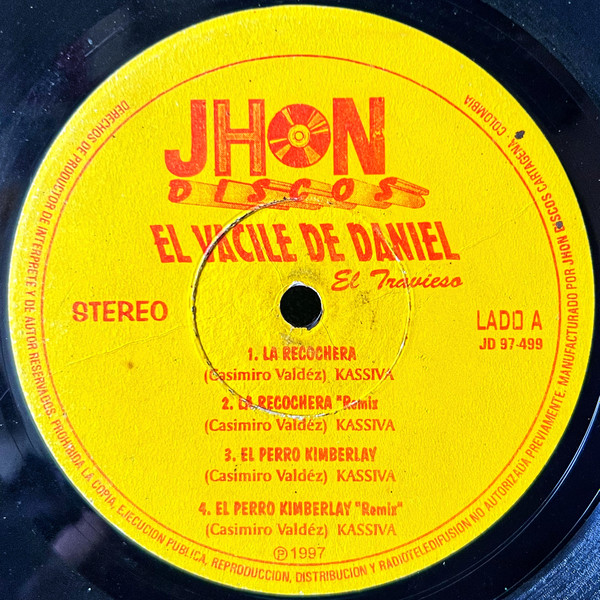 JHON
DISCOS
EL VACILE DE DANIEL
El Travieso
STEREO
LADO A
JD 97-499
1. LA RECOCHERA
(Casimiro Valdéz) KASSIVA
2. LA RECOCHERA "Remix
(Casimiro Valdéz) KASSIVA
3. EL PERRO KIMBERLAY
(Casimiro Valdéz) KASSIVA
4. EL PERRO KIMBERLAY "Remix"
(Casimiro Valdéz) KASSIVA
℗1997
DERECHOS DE PRODUCTOR DE INTERPRETE Y DE AUTOR RESERVADOS. PROHIBIDA LA COPIA, EJECUCION PUBLICA, REPRODUCCION, DISTRIBUCION Y RADIOTELEDIFUSION NO AUTORIZADA PREVIAMENTE. MANUFACTURADO POR JHON DISCOS CARTAGENA - COLOMBIA